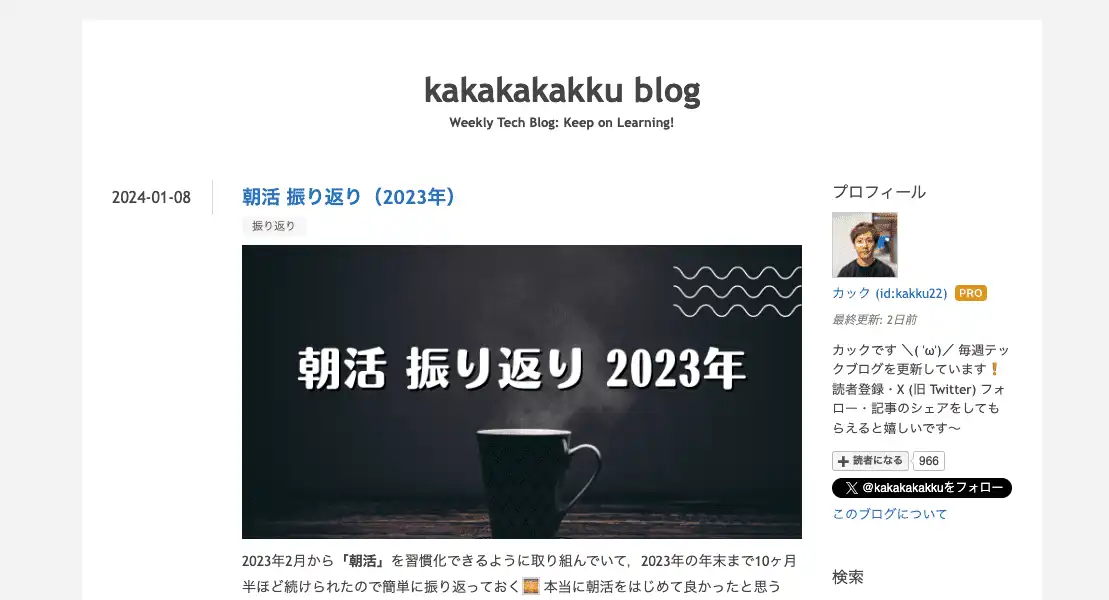 kakakakakku blog
Weekly Tech Blog: Keep on Learning!
2024-01-08
朝活 振り返り（2023年）
振り返り
朝活 振り返り 2023年
2023年2月から「朝活」を習慣化できるように取り組んでいて，2023年の年末まで10ヶ月
半ほど続けられたので簡単に振り返っておく🌅 本当に朝活をはじめて良かったと思う
プロフィール
カック (id:kakku22) PRO
最終更新: 2日前
カックです ＼( 'ω')／ 毎週テッ
クブログを更新しています❗
読者登録・X (旧 Twitter) フォ
ロー・記事のシェアをしても
らえると嬉しいです〜
読者になる 966
@kakakakakkuをフォロー
このブログについて
検索